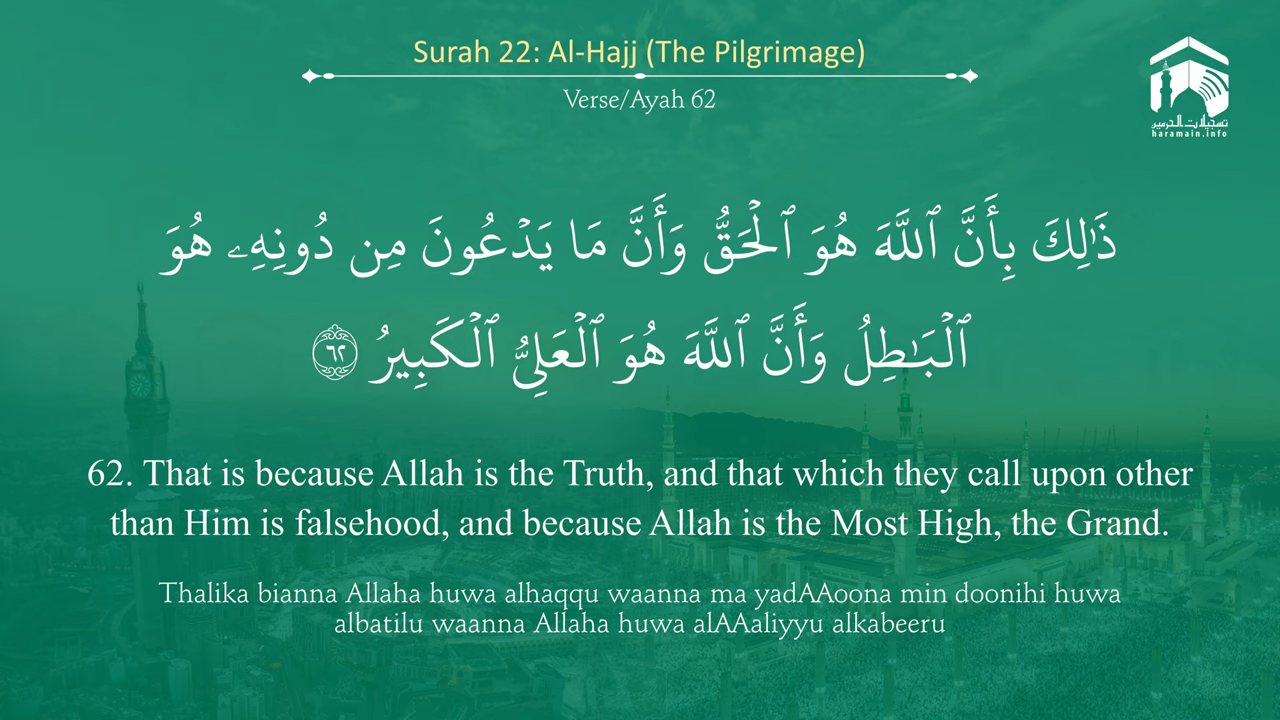 Surah 22: Al-Hajj (The Pilgrimage)
Verse/Ayah 62
تسجيلات الحرمين
haramain.info
ذَٰلِكَ بِأَنَّ ٱللَّهَ هُوَ ٱلْحَقُّ وَأَنَّ مَا يَدْعُونَ مِن دُونِهِۦ هُوَ
ٱلْبَـٰطِلُ وَأَنَّ ٱللَّهَ هُوَ ٱلْعَلِىُّ ٱلْكَبِيرُ ٦٢
62. That is because Allah is the Truth, and that which they call upon other
than Him is falsehood, and because Allah is the Most High, the Grand.
Thalika bianna Allaha huwa alhaqqu waanna ma yadAAoona min doonihi huwa
albatilu waanna Allaha huwa alAAaliyyu alkabeeru